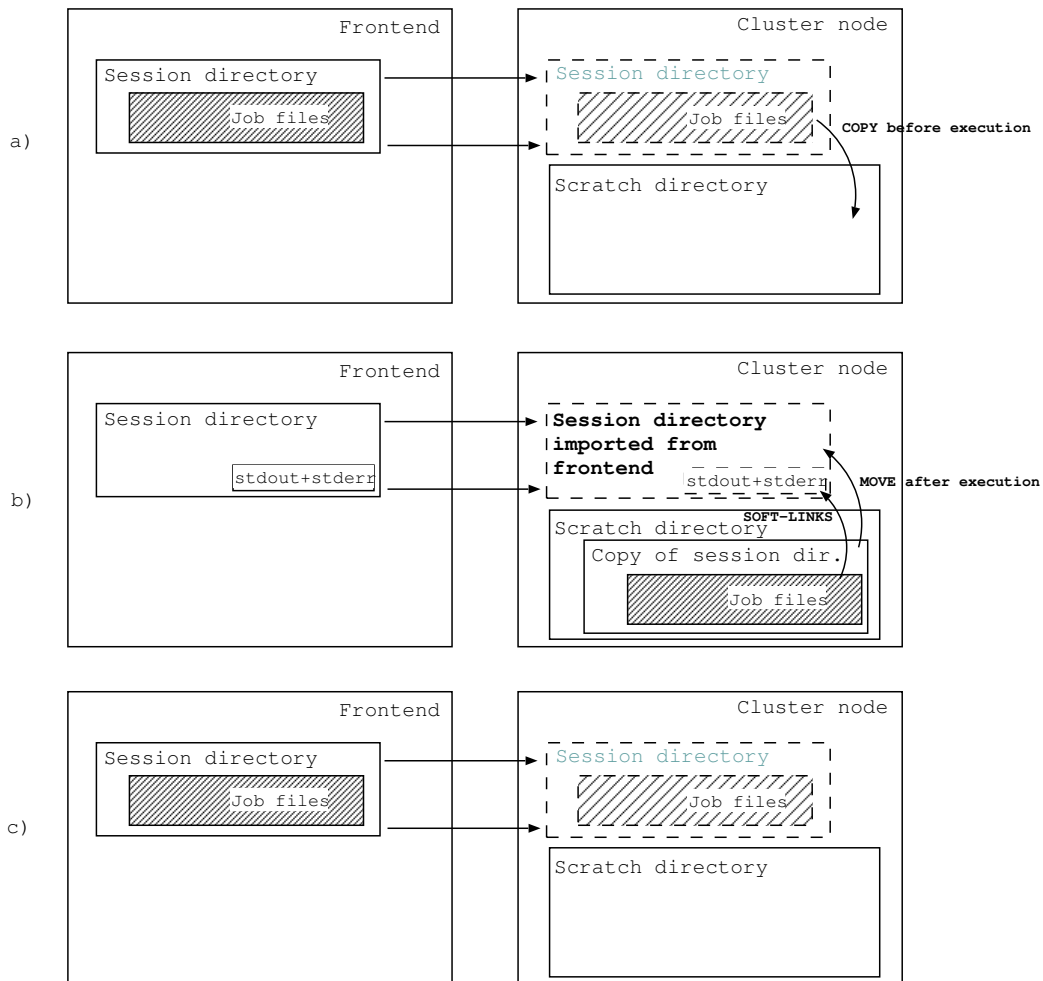 a)
Frontend
Session directory
Job files
Cluster node
Session directory
Job files
COPY before execution
Scratch directory
b)
Frontend
Session directory
stdout+stderr
Cluster node
Session directory
imported from
frontend
stdout+stderr
MOVE after execution
SOFT-LINKS
Scratch directory
Copy of session dir.
Job files
c)
Frontend
Session directory
Job files
Cluster node
Session directory
Job files
Scratch directory